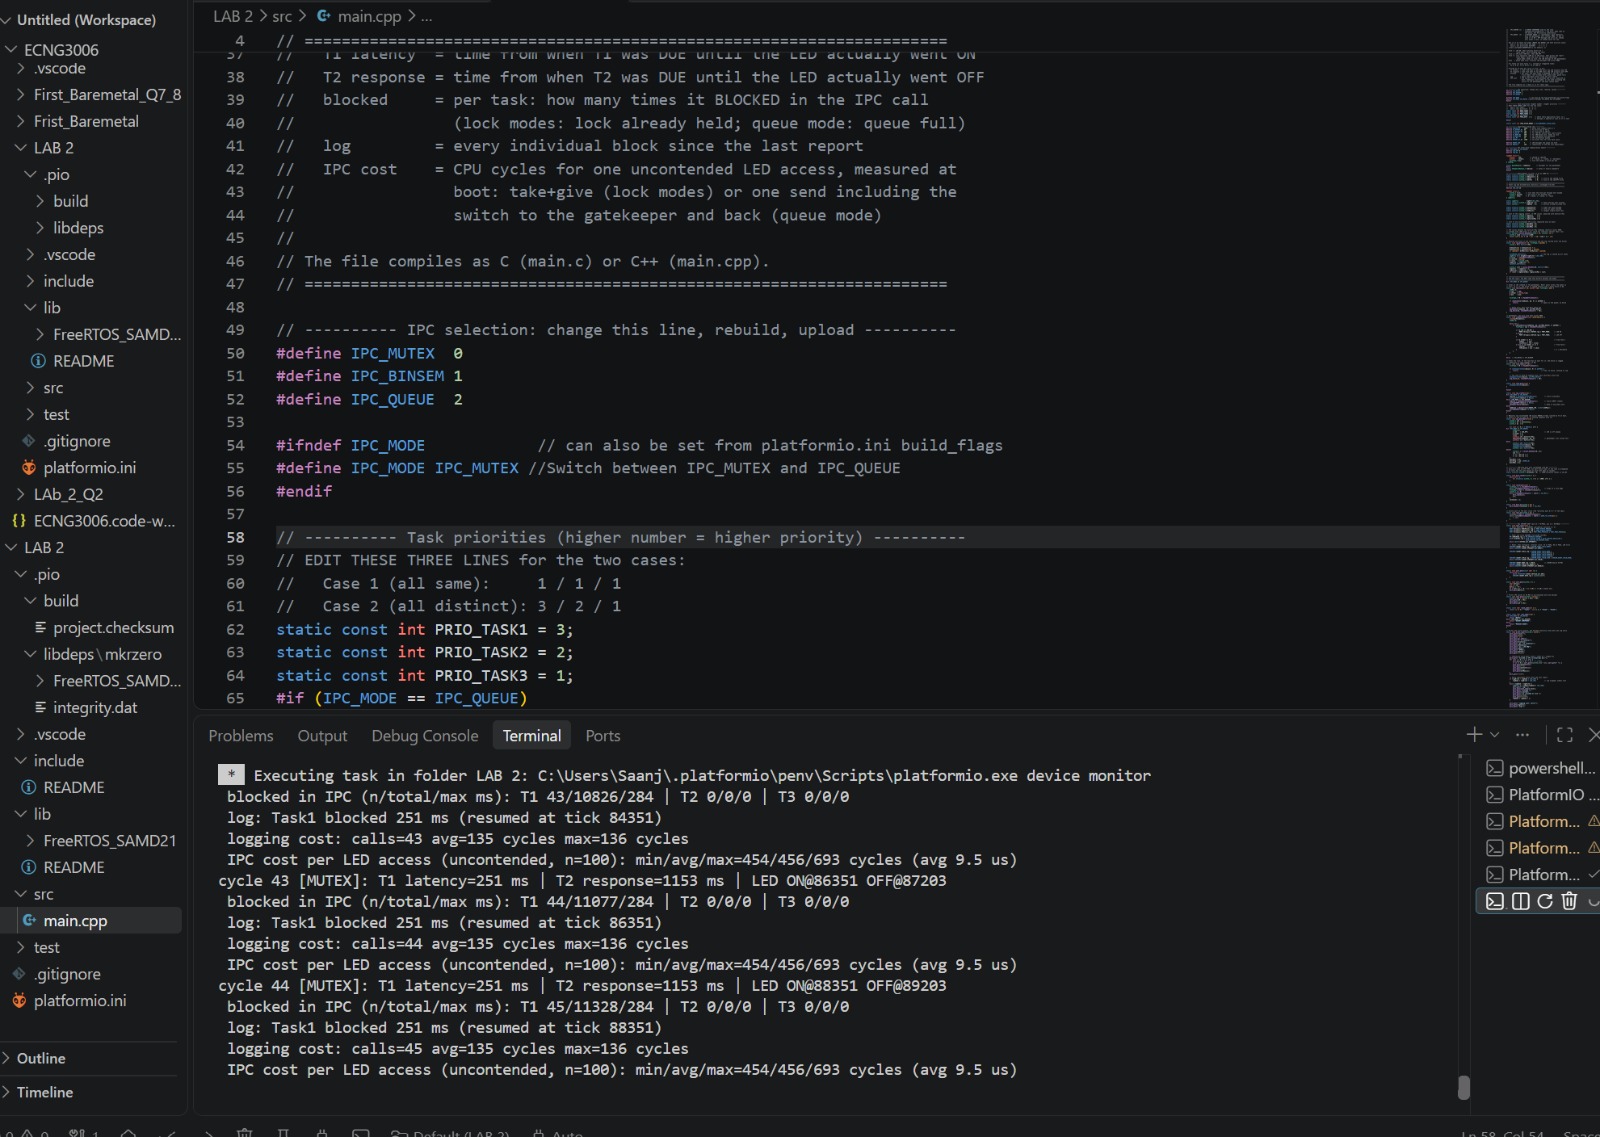 Untitled (Workspace)
ECNG3006
.vscode
First_Baremetal_Q7_8
Frist_Baremetal
LAB 2
.pio
build
libdeps
.vscode
include
lib
FreeRTOS_SAMD...
README
src
test
.gitignore
platformio.ini
LAb_2_Q2
{} ECNG3006.code-w...
LAB 2
.pio
build
project.checksum
libdeps\mkrzero
FreeRTOS_SAMD...
integrity.dat
.vscode
include
README
lib
FreeRTOS_SAMD21
README
src
main.cpp
test
.gitignore
platformio.ini
Outline
Timeline
LAB 2 > src > main.cpp > ...
4 // ======================================================================
37 // T1 latency = time from when T1 was DUE until the LED actually went ON
38 // T2 response = time from when T2 was DUE until the LED actually went OFF
39 // blocked = per task: how many times it BLOCKED in the IPC call
40 // (lock modes: lock already held; queue mode: queue full)
41 // log = every individual block since the last report
42 // IPC cost = CPU cycles for one uncontended LED access, measured at
43 // boot: take+give (lock modes) or one send including the
44 // switch to the gatekeeper and back (queue mode)
45 //
46 // The file compiles as C (main.c) or C++ (main.cpp).
47 // ======================================================================
48
49 // ---------- IPC selection: change this line, rebuild, upload ----------
50 #define IPC_MUTEX 0
51 #define IPC_BINSEM 1
52 #define IPC_QUEUE 2
53
54 #ifndef IPC_MODE // can also be set from platformio.ini build_flags
55 #define IPC_MODE IPC_MUTEX //Switch between IPC_MUTEX and IPC_QUEUE
56 #endif
57
58 // ---------- Task priorities (higher number = higher priority) ----------
59 // EDIT THESE THREE LINES for the two cases:
60 // Case 1 (all same): 1 / 1 / 1
61 // Case 2 (all distinct): 3 / 2 / 1
62 static const int PRIO_TASK1 = 3;
63 static const int PRIO_TASK2 = 2;
64 static const int PRIO_TASK3 = 1;
65 #if (IPC_MODE == IPC_QUEUE)
Problems Output Debug Console Terminal Ports
* Executing task in folder LAB 2: C:\Users\Saanj\.platformio\penv\Scripts\platformio.exe device monitor
blocked in IPC (n/total/max ms): T1 43/10826/284 | T2 0/0/0 | T3 0/0/0
log: Task1 blocked 251 ms (resumed at tick 84351)
logging cost: calls=43 avg=135 cycles max=136 cycles
IPC cost per LED access (uncontended, n=100): min/avg/max=454/456/693 cycles (avg 9.5 us)
cycle 43 [MUTEX]: T1 latency=251 ms | T2 response=1153 ms | LED ON@86351 OFF@87203
blocked in IPC (n/total/max ms): T1 44/11077/284 | T2 0/0/0 | T3 0/0/0
log: Task1 blocked 251 ms (resumed at tick 86351)
logging cost: calls=44 avg=135 cycles max=136 cycles
IPC cost per LED access (uncontended, n=100): min/avg/max=454/456/693 cycles (avg 9.5 us)
cycle 44 [MUTEX]: T1 latency=251 ms | T2 response=1153 ms | LED ON@88351 OFF@89203
blocked in IPC (n/total/max ms): T1 45/11328/284 | T2 0/0/0 | T3 0/0/0
log: Task1 blocked 251 ms (resumed at tick 88351)
logging cost: calls=45 avg=135 cycles max=136 cycles
IPC cost per LED access (uncontended, n=100): min/avg/max=454/456/693 cycles (avg 9.5 us)
powershell...
PlatformIO ...
Platform...
Platform...
Platform...
Default (LAB 2) Auto
Ln 58, Col 54